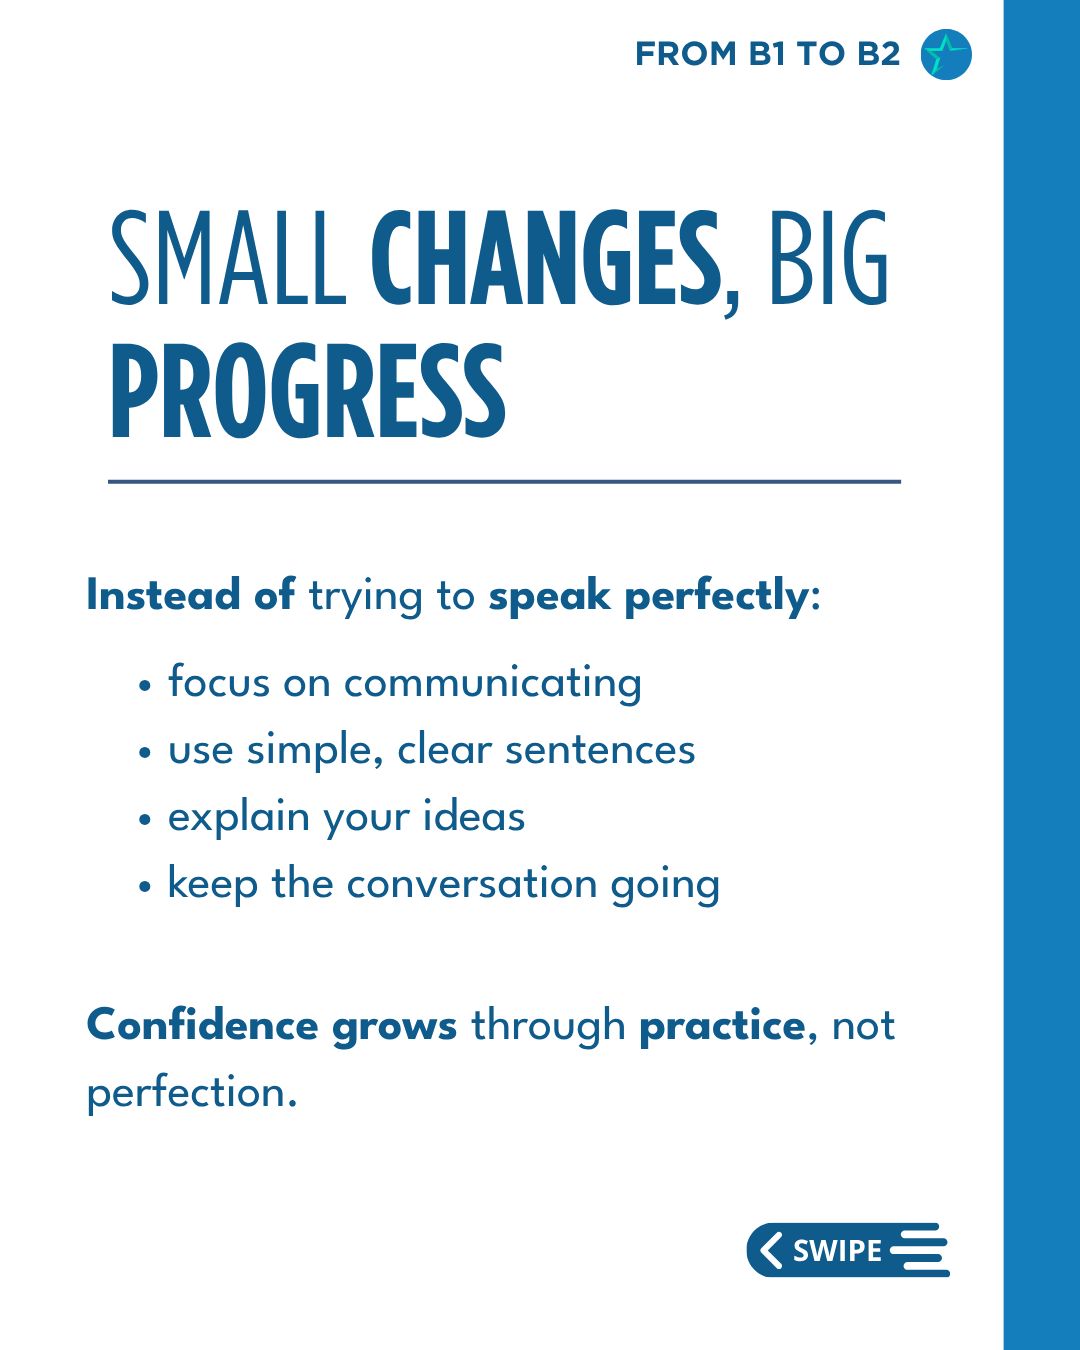 FROM B1 TO B2
SMALL CHANGES, BIG
PROGRESS
Instead of trying to speak perfectly:
• focus on communicating
• use simple, clear sentences
• explain your ideas
• keep the conversation going
Confidence grows through practice, not
perfection.
SWIPE